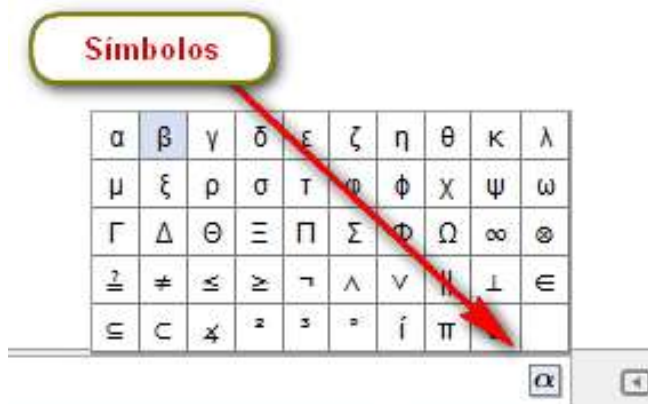 Símbolos
α β γ δ ε ζ η θ κ λ
μ ξ ρ σ τ φ ϕ χ ψ ω
Γ Δ Θ Ξ Π Σ Φ Ω ∞ ⊗
≟ ≠ ≤ ≥ ¬ ∧ ∨ ∥ ⊥ ∈
⊆ ⊂ ∡ ² ³ ° í π
α